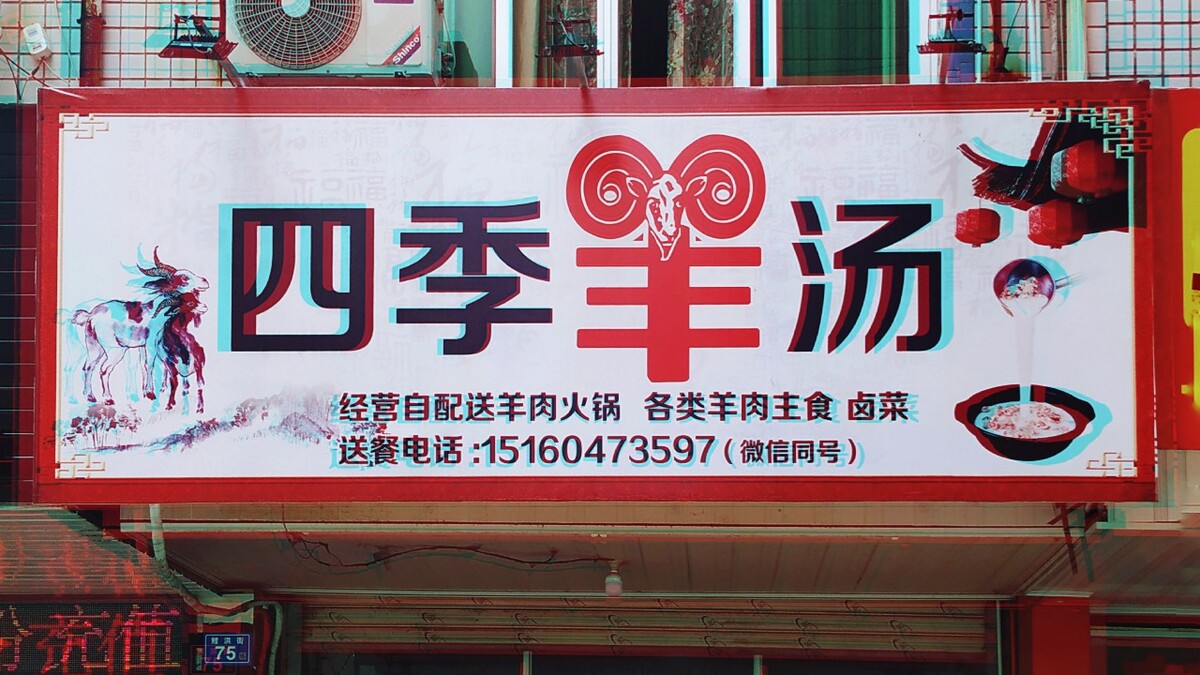 Shinco
四季羊汤
经营自配送羊肉火锅 各类羊肉主食 卤菜
送餐电话:15160473597(微信同号)
75